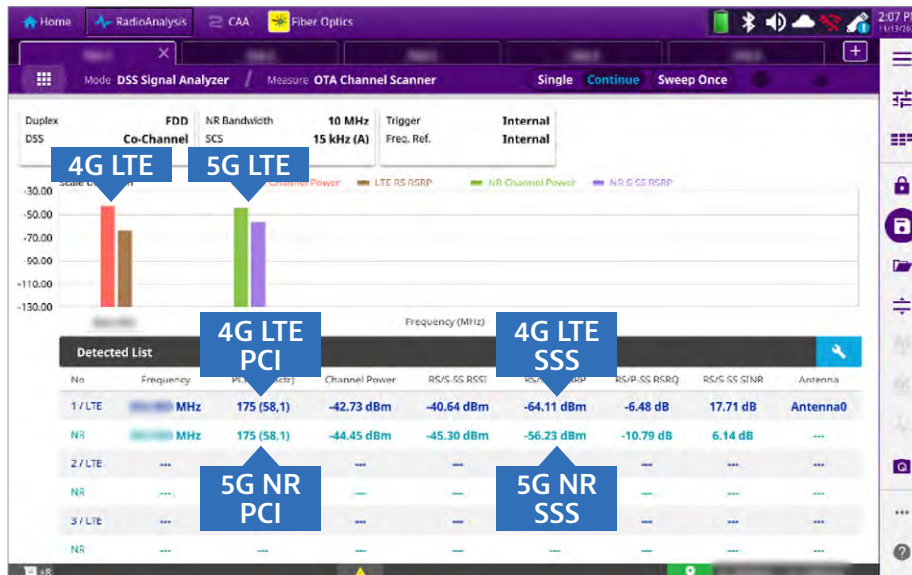 Home RadioAnalysis CAA Fiber Optics 2:07
Mode DSS Signal Analyzer / Measure OTA Channel Scanner Single Continue Sweep Once
Duplex FDD NR Bandwidth 10 MHz Trigger Internal
DSS Co-Channel SCS 15 kHz (A) Freq. Ref. Internal
4G LTE 5G LTE
Channel Power LTE RS RSRP NR Channel Power NR S-SS RSRP
-30.00
-50.00
-70.00
-90.00
-110.00
-130.00
Frequency (MHz)
4G LTE PCI
4G LTE SSS
Detected List
No Frequency Channel Power RS/S-SS RSSI RS/P-SS RSRQ RS/S-SS SINR Antenna
1 / LTE MHz 175 (58,1) -42.73 dBm -40.64 dBm -64.11 dBm -6.48 dB 17.71 dB Antenna0
NR MHz 175 (58,1) -44.45 dBm -45.30 dBm -56.23 dBm -10.79 dB 6.14 dB ---
2 / LTE --- --- --- --- --- ---
NR --- --- --- --- ---
5G NR PCI
5G NR SSS
3 / LTE --- --- --- --- --- ---
NR --- --- --- --- --- --- --- ---